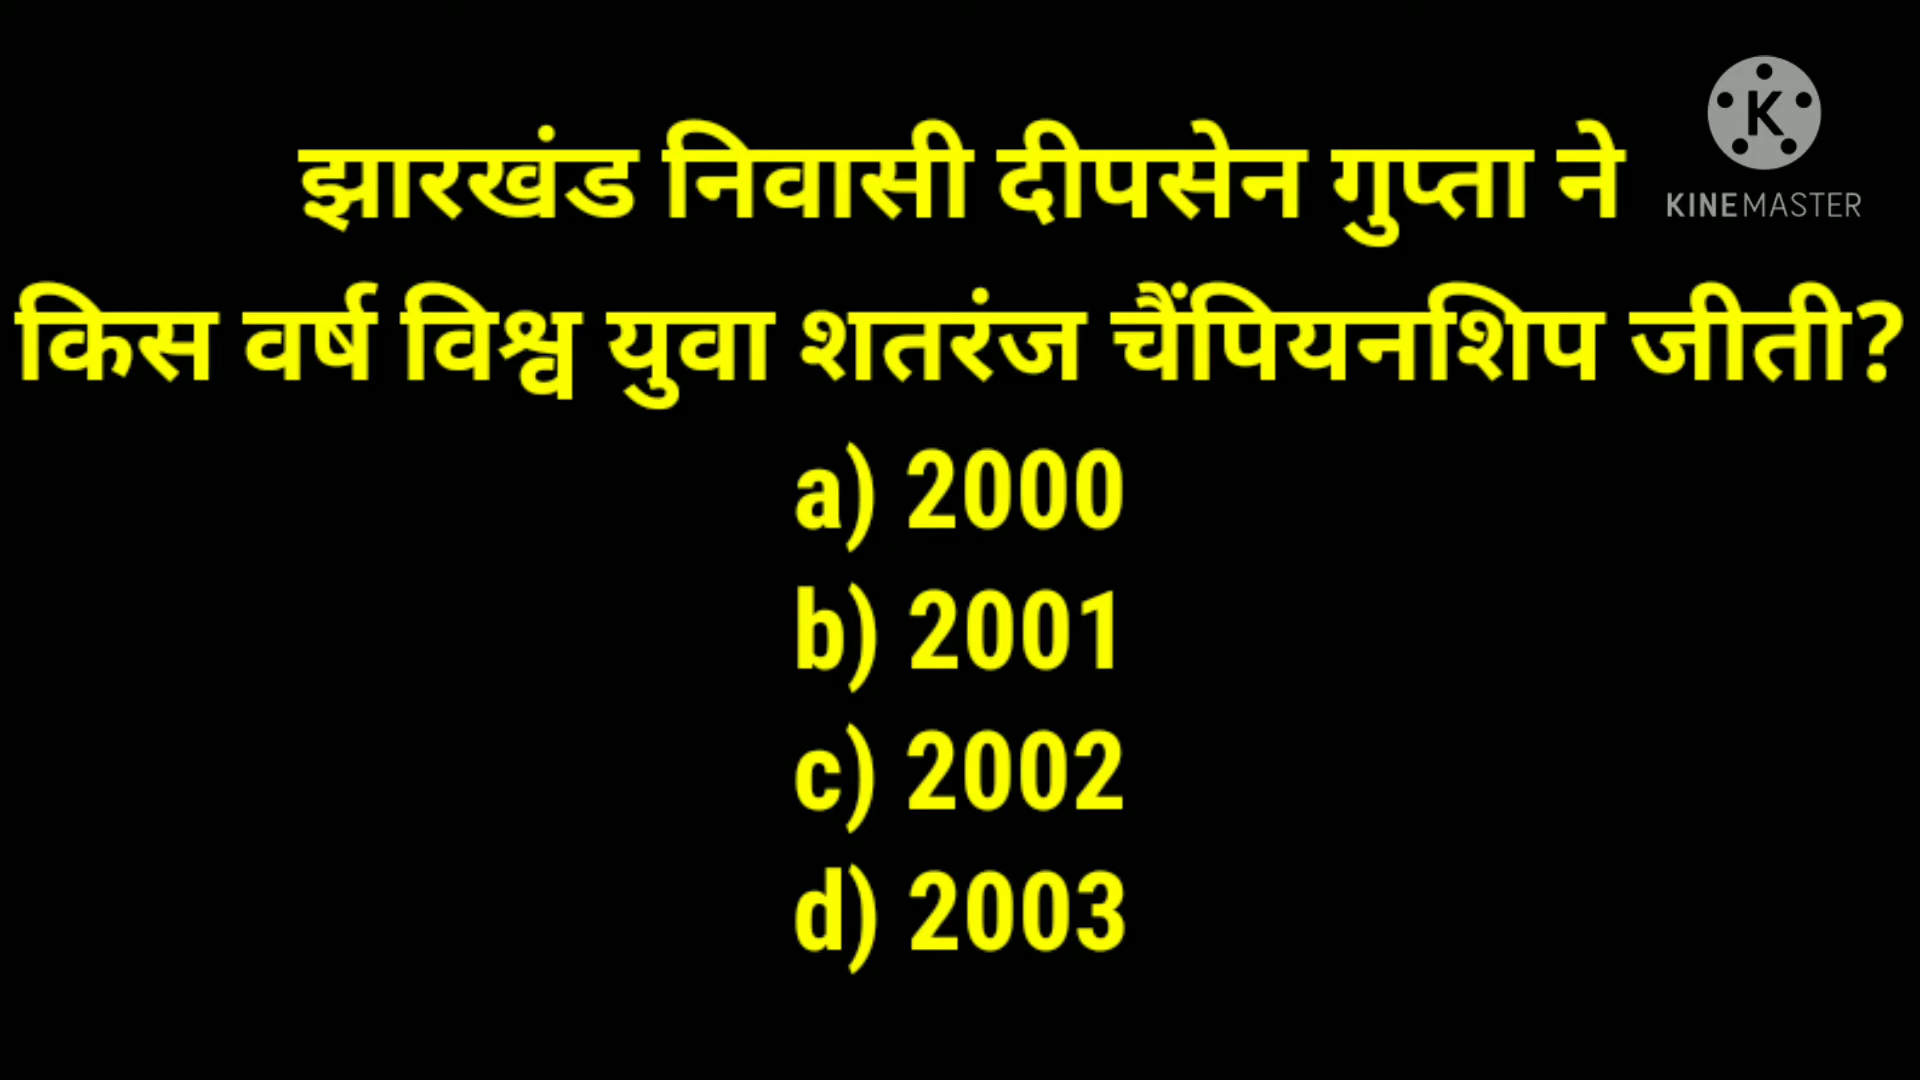 झारखंड निवासी दीपसेन गुप्ता ने
किस वर्ष विश्व युवा शतरंज चैंपियनशिप जीती?
a) 2000
b) 2001
c) 2002
d) 2003
K
KINEMASTER